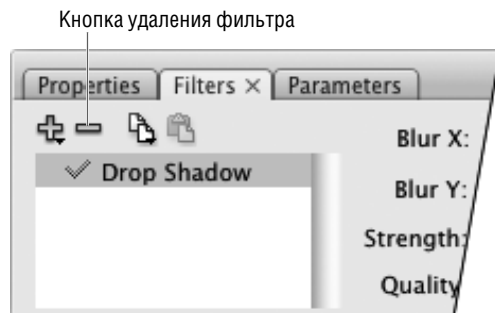 Кнопка удаления фильтра
Properties Filters × Parameters
Drop Shadow
Blur X:
Blur Y:
Strength:
Quality